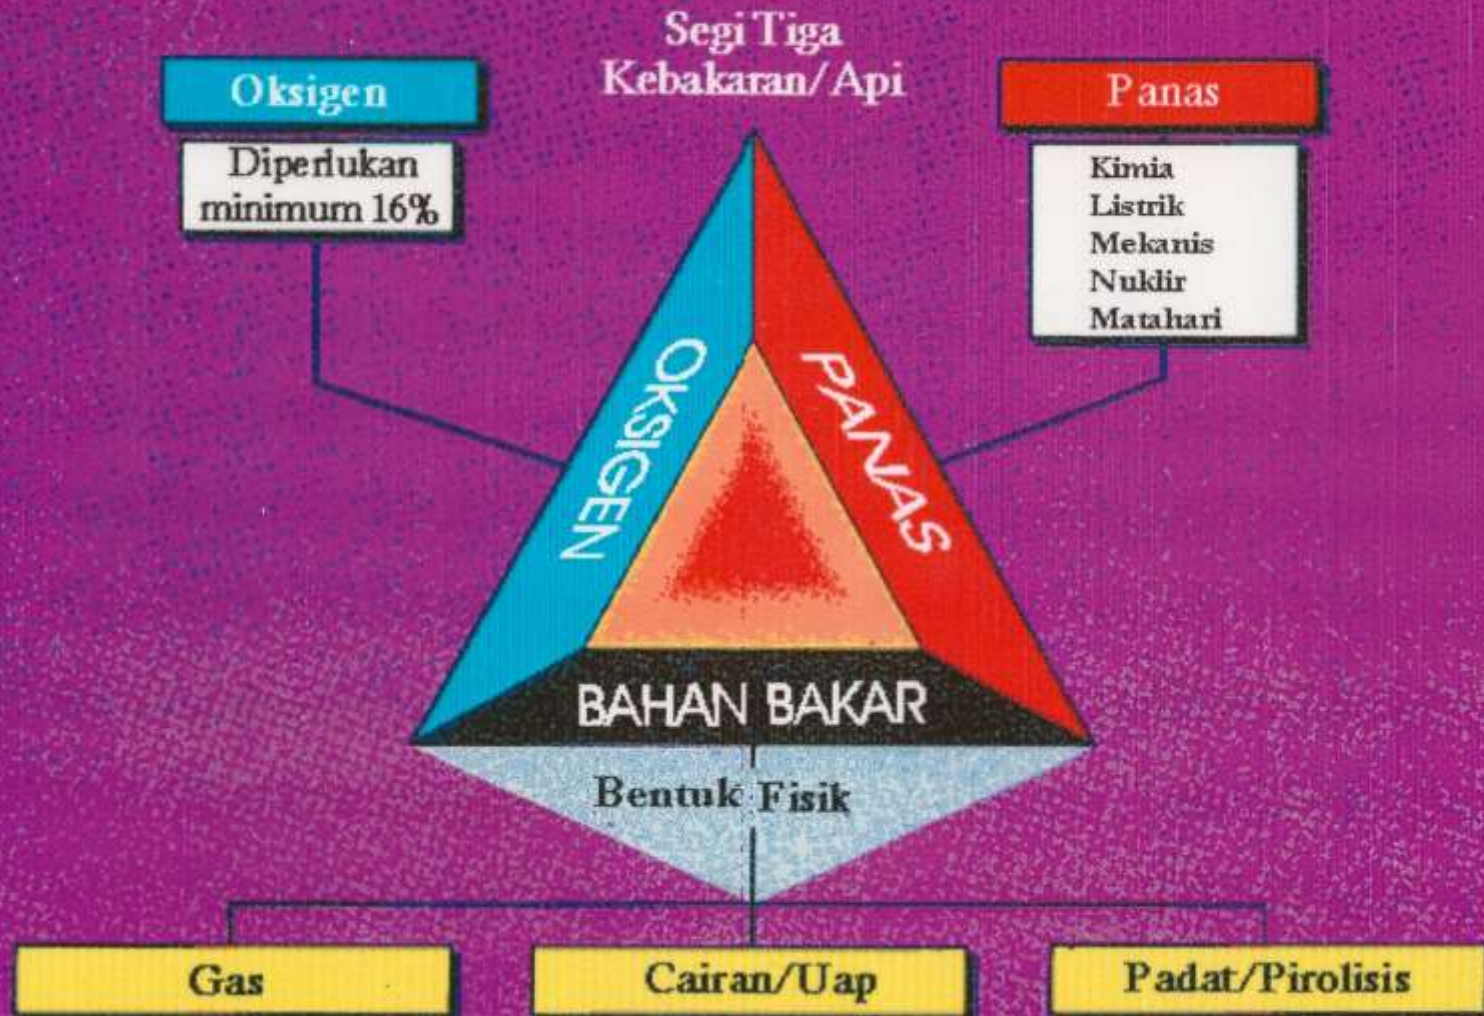 Segi Tiga
Kebakaran/Api
Oksigen
Diperlukan
minimum 16%
Panas
Kimia
Listrik
Mekanis
Nuklir
Matahari
OKSIGEN
PANAS
BAHAN BAKAR
Bentuk Fisik
Gas
Cairan/Uap
Padat/Pirolisis